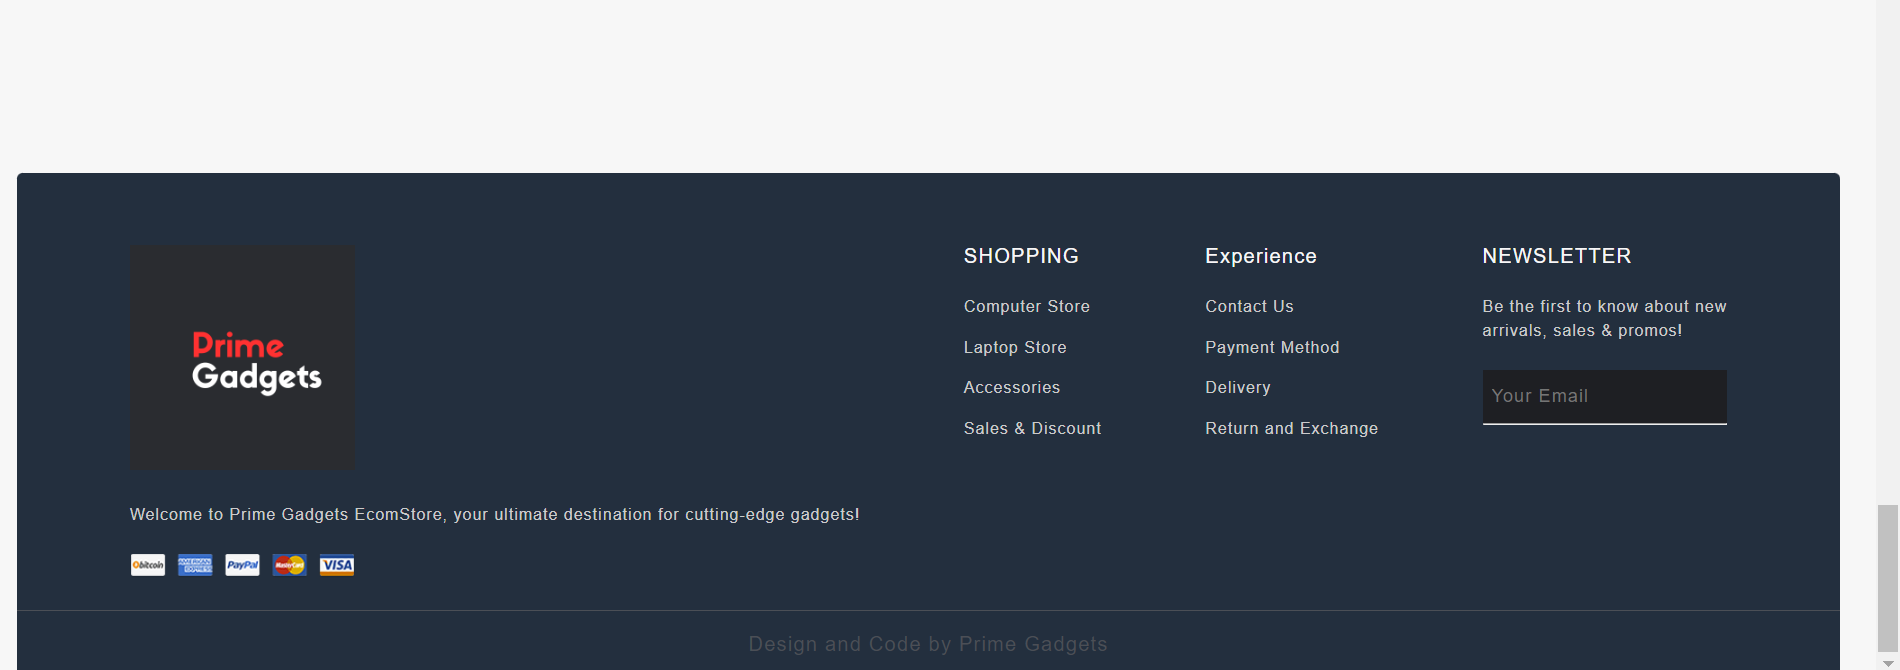 Prime
Gadgets
Welcome to Prime Gadgets EcomStore, your ultimate destination for cutting-edge gadgets!
bitcoin
AMERICAN
EXPRESS
PayPal
MasterCard
VISA
SHOPPING
Computer Store
Laptop Store
Accessories
Sales & Discount
Experience
Contact Us
Payment Method
Delivery
Return and Exchange
NEWSLETTER
Be the first to know about new
arrivals, sales & promos!
Your Email
Design and Code by Prime Gadgets